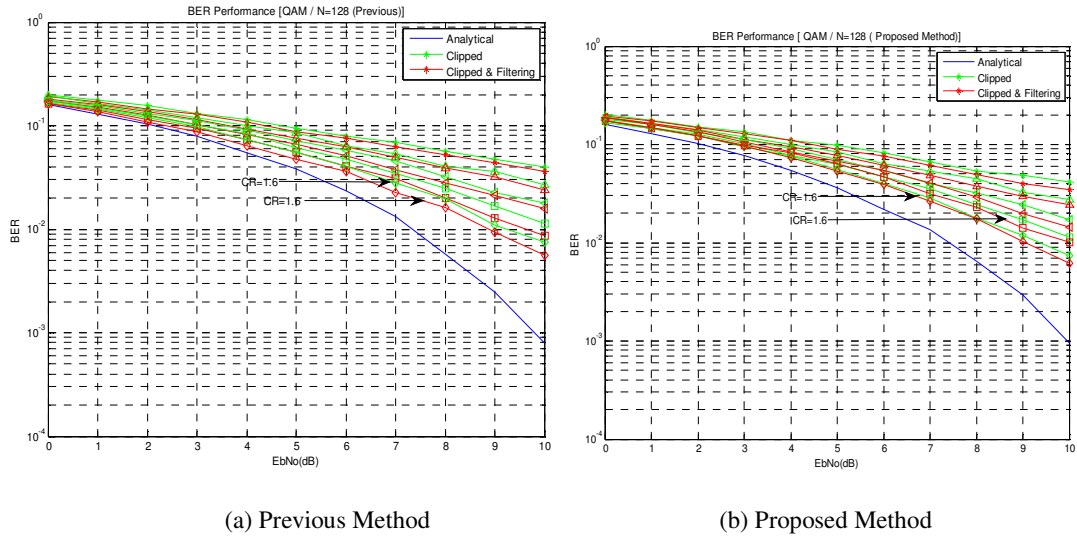 BER Performance [QAM / N=128 (Previous)]
10^0
10^-1
10^-2
10^-3
10^-4
BER
Analytical
Clipped
Clipped & Filtering
CR=1.6
CR=1.6
0 1 2 3 4 5 6 7 8 9 10
EbNo(dB)
(a) Previous Method
BER Performance [ QAM / N=128 ( Proposed Method)]
10^0
10^-1
10^-2
10^-3
10^-4
BER
Analytical
Clipped
Clipped & Filtering
CR=1.6
CR=1.6
0 1 2 3 4 5 6 7 8 9 10
EbNo(dB)
(b) Proposed Method